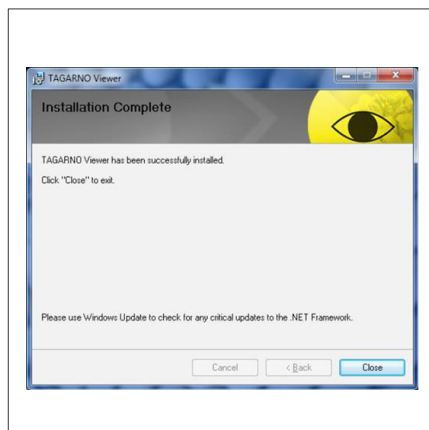 TAGARNO Viewer
Installation Complete
TAGARNO Viewer has been successfully installed.
Click "Close" to exit.
Please use Windows Update to check for any critical updates to the .NET Framework.
Cancel < Back Close